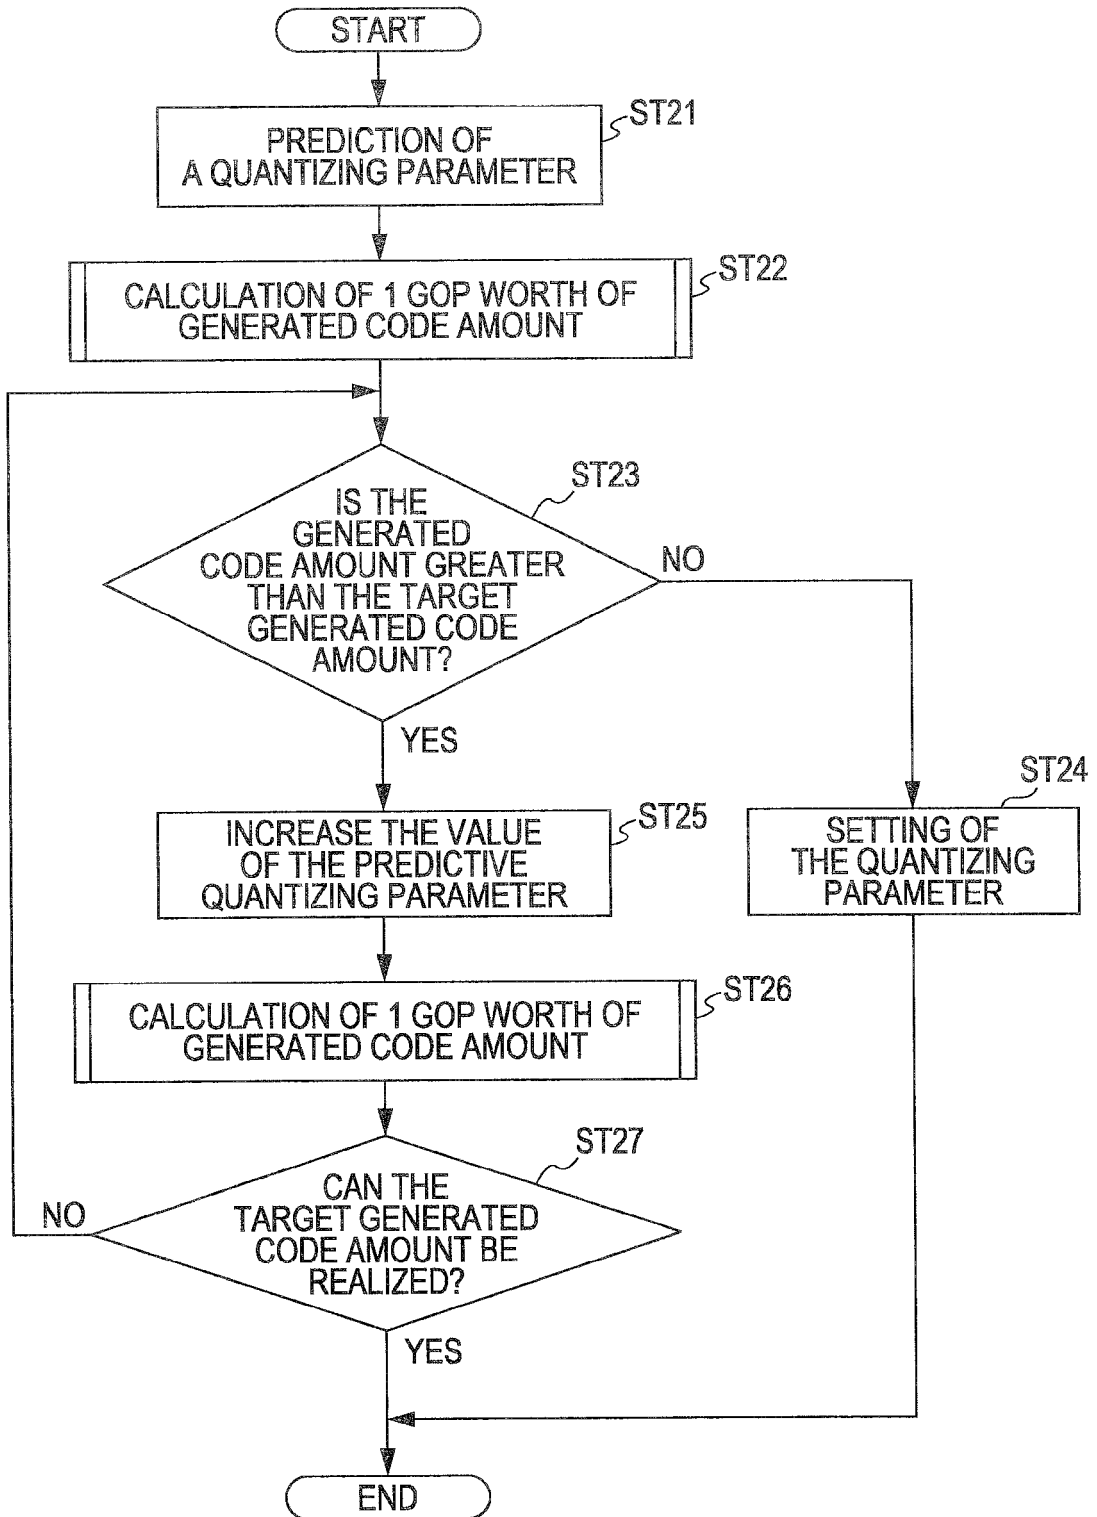 START
ST21
PREDICTION OF
A QUANTIZING PARAMETER
ST22
CALCULATION OF 1 GOP WORTH OF
GENERATED CODE AMOUNT
ST23
IS THE
GENERATED
CODE AMOUNT GREATER
THAN THE TARGET
GENERATED CODE
AMOUNT?
NO
YES
ST24
SETTING OF
THE QUANTIZING
PARAMETER
ST25
INCREASE THE VALUE
OF THE PREDICTIVE
QUANTIZING PARAMETER
ST26
CALCULATION OF 1 GOP WORTH OF
GENERATED CODE AMOUNT
ST27
CAN THE
TARGET GENERATED
CODE AMOUNT BE
REALIZED?
NO
YES
END